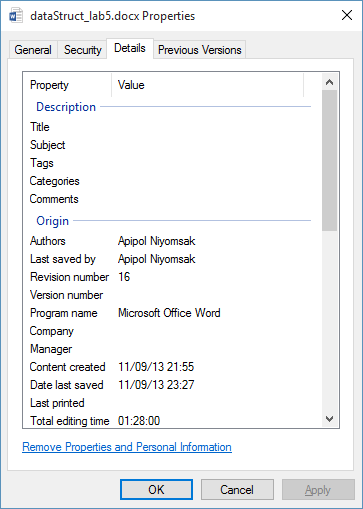 dataStruct_lab5.docx Properties
General Security Details Previous Versions
Property Value
Description
Title
Subject
Tags
Categories
Comments
Origin
Authors Apipol Niyomsak
Last saved by Apipol Niyomsak
Revision number 16
Version number
Program name Microsoft Office Word
Company
Manager
Content created 11/09/13 21:55
Date last saved 11/09/13 23:27
Last printed
Total editing time 01:28:00
Remove Properties and Personal Information
OK Cancel Apply